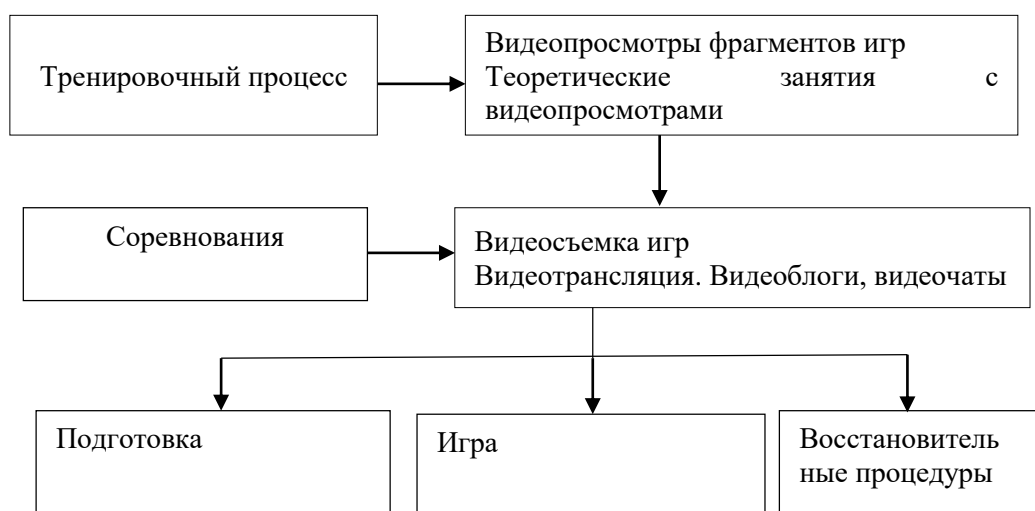 Тренировочный процесс
Видеопросмотры фрагментов игр
Теоретические занятия с
видеопросмотрами
Соревнования
Видеосъемка игр
Видеотрансляция. Видеоблоги, видеочаты
Подготовка
Игра
Восстановитель
ные процедуры